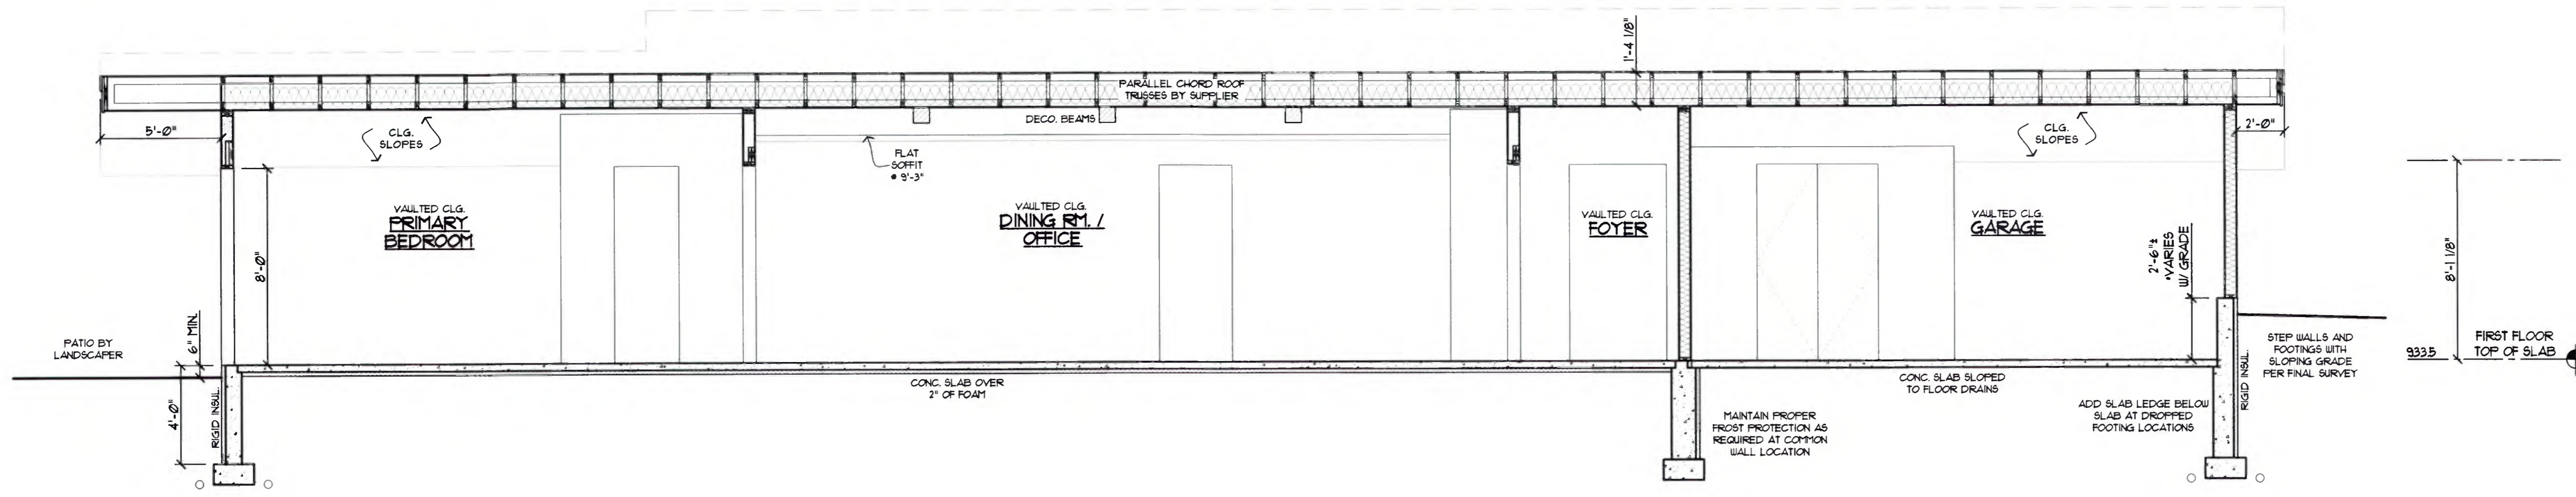 1'-4 1/8"
PARALLEL CHORD ROOF
TRUSSES BY SUPPLIER
5'-0"
CLG.
SLOPES
DECO. BEAMS
FLAT
SOFFIT
@ 9'-3"
CLG.
SLOPES
2'-0"
VAULTED CLG.
PRIMARY
BEDROOM
VAULTED CLG.
DINING RM. /
OFFICE
VAULTED CLG.
FOYER
VAULTED CLG.
GARAGE
8'-0"
2'-6"±
*VARIES
W/ GRADE
8'-1 1/8"
PATIO BY
LANDSCAPER
6" MIN.
4'-0"
RIGID INSUL.
CONC. SLAB OVER
2" OF FOAM
MAINTAIN PROPER
FROST PROTECTION AS
REQUIRED AT COMMON
WALL LOCATION
CONC. SLAB SLOPED
TO FLOOR DRAINS
ADD SLAB LEDGE BELOW
SLAB AT DROPPED
FOOTING LOCATIONS
RIGID INSUL.
STEP WALLS AND
FOOTINGS WITH
SLOPING GRADE
PER FINAL SURVEY
933.5
FIRST FLOOR
TOP OF SLAB